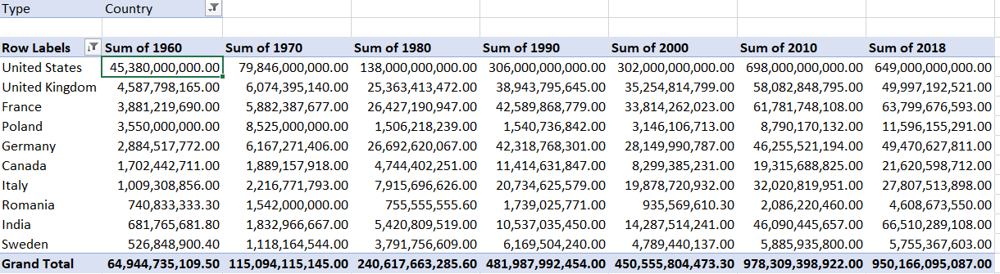 Type Country
Row Labels Sum of 1960 Sum of 1970 Sum of 1980 Sum of 1990 Sum of 2000 Sum of 2010 Sum of 2018
United States 45,380,000,000.00 79,846,000,000.00 138,000,000,000.00 306,000,000,000.00 302,000,000,000.00 698,000,000,000.00 649,000,000,000.00
United Kingdom 4,587,798,165.00 6,074,395,140.00 25,363,413,472.00 38,943,795,645.00 35,254,814,799.00 58,082,848,795.00 49,997,192,521.00
France 3,881,219,690.00 5,882,387,677.00 26,427,190,947.00 42,589,868,779.00 33,814,262,023.00 61,781,748,108.00 63,799,676,593.00
Poland 3,550,000,000.00 8,525,000,000.00 1,506,218,239.00 1,540,736,842.00 3,146,106,713.00 8,790,170,132.00 11,596,155,291.00
Germany 2,884,517,772.00 6,167,271,406.00 26,692,620,067.00 42,318,768,301.00 28,149,990,787.00 46,255,521,194.00 49,470,627,811.00
Canada 1,702,442,711.00 1,889,157,918.00 4,744,402,251.00 11,414,631,847.00 8,299,385,231.00 19,315,688,825.00 21,620,598,712.00
Italy 1,009,308,856.00 2,216,771,793.00 7,915,696,626.00 20,734,625,579.00 19,878,720,932.00 32,020,819,951.00 27,807,513,898.00
Romania 740,833,333.30 1,542,000,000.00 755,555,555.60 1,739,025,771.00 935,569,610.30 2,086,220,460.00 4,608,673,550.00
India 681,765,681.80 1,832,966,667.00 5,420,809,519.00 10,537,035,450.00 14,287,514,241.00 46,090,445,657.00 66,510,289,108.00
Sweden 526,848,900.40 1,118,164,544.00 3,791,756,609.00 6,169,504,240.00 4,789,440,137.00 5,885,935,800.00 5,755,367,603.00
Grand Total 64,944,735,109.50 115,094,115,145.00 240,617,663,285.60 481,987,992,454.00 450,555,804,473.30 978,309,398,922.00 950,166,095,087.00